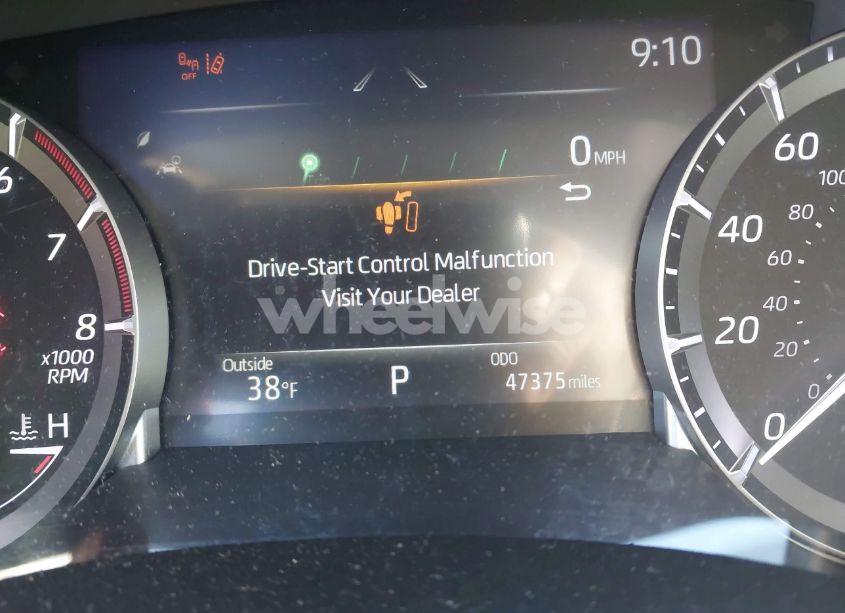 OFF
9:10
0 MPH
Drive-Start Control Malfunction
Visit Your Dealer
wheelwise
Outside
38°F
P
ODO
47375 miles
6
7
8
x1000
RPM
H
60
40
20
0
100
80
60
40
20
0